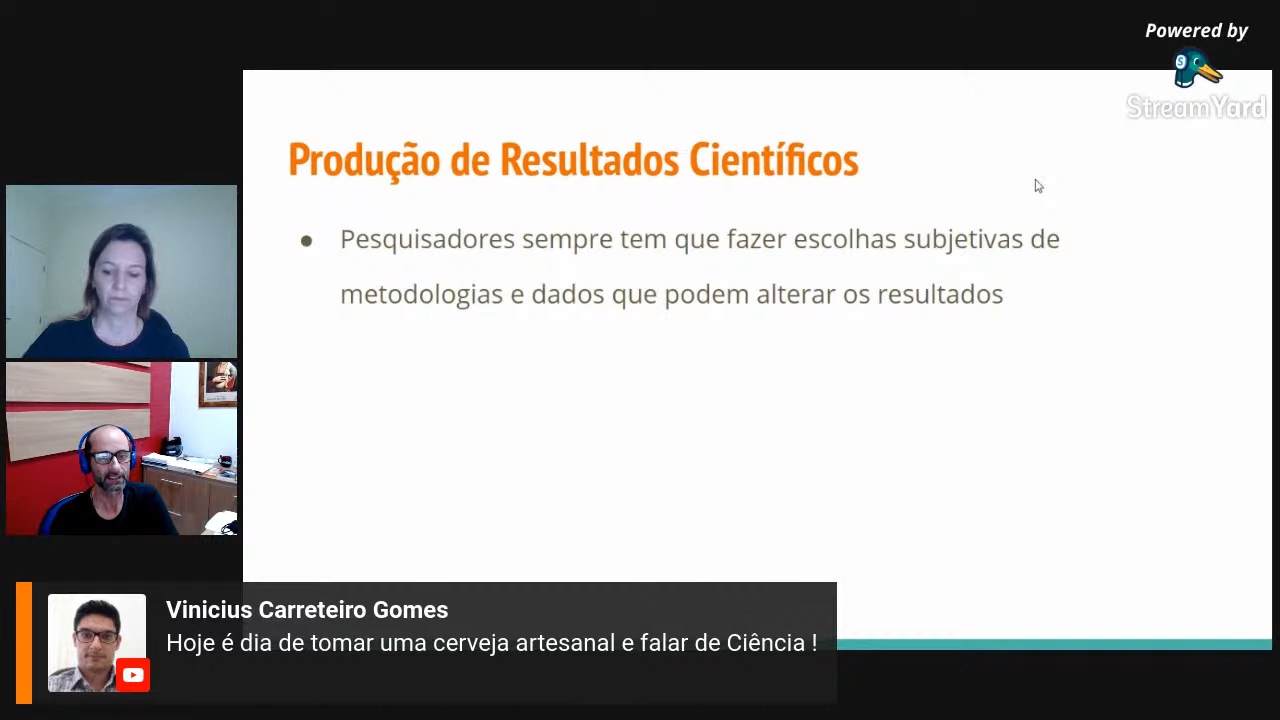 Powered by
StreamYard
Produção de Resultados Científicos
● Pesquisadores sempre tem que fazer escolhas subjetivas de
metodologias e dados que podem alterar os resultados
Vinicius Carreteiro Gomes
Hoje é dia de tomar uma cerveja artesanal e falar de Ciência !